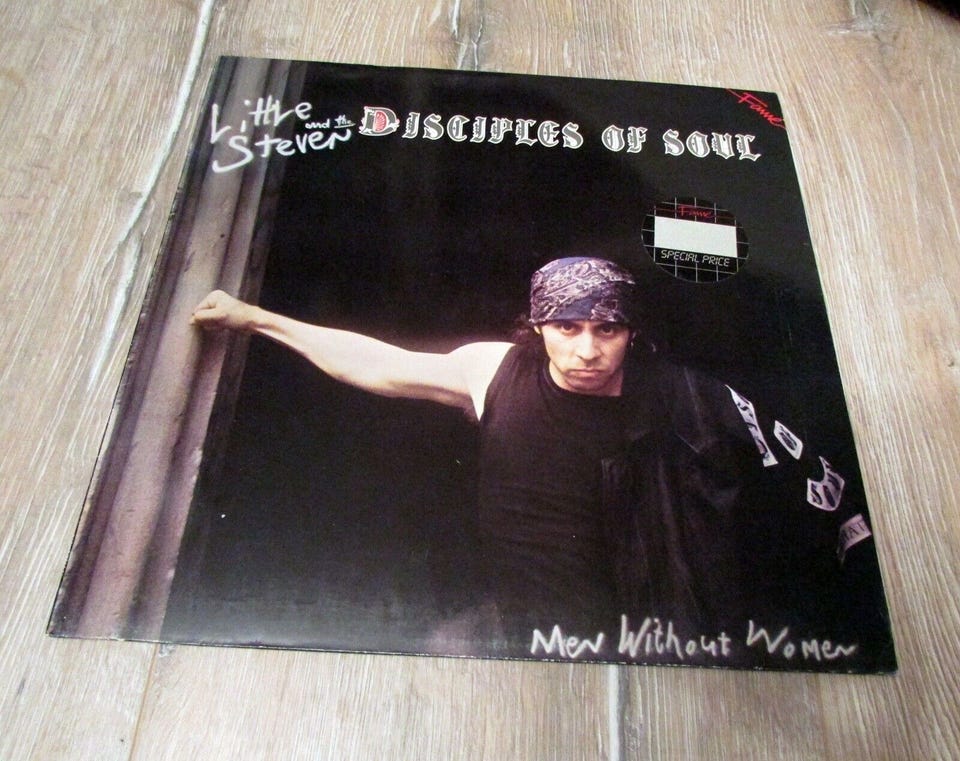 Little
Steven
and the
DISCIPLES OF SOUL
Fame
Fame
SPECIAL PRICE
Men Without Women